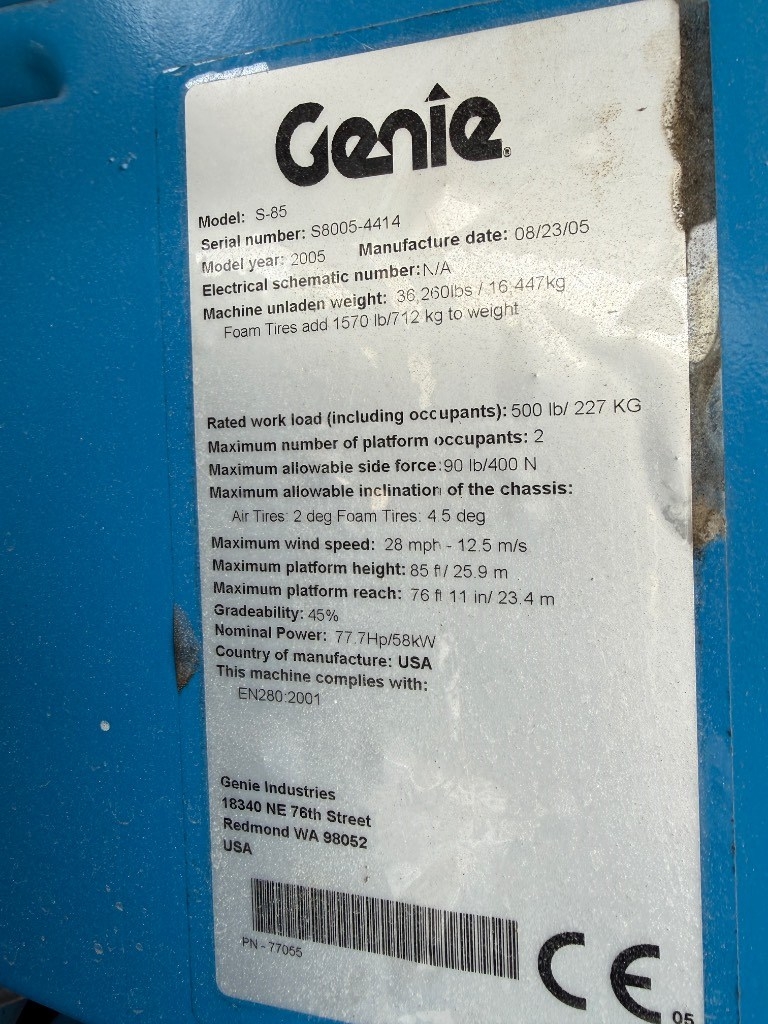 Genie®
Model: S-85
Serial number: S8005-4414
Model year: 2005 Manufacture date: 08/23/05
Electrical schematic number: N/A
Machine unladen weight: 36,260lbs / 16,447kg
Foam Tires add 1570 lb/712 kg to weight
Rated work load (including occupants): 500 lb/ 227 KG
Maximum number of platform occupants: 2
Maximum allowable side force: 90 lb/400 N
Maximum allowable inclination of the chassis:
Air Tires: 2 deg Foam Tires: 4.5 deg
Maximum wind speed: 28 mph - 12.5 m/s
Maximum platform height: 85 ft/ 25.9 m
Maximum platform reach: 76 ft 11 in/ 23.4 m
Gradeability: 45%
Nominal Power: 77.7Hp/58kW
Country of manufacture: USA
This machine complies with:
EN280:2001
Genie Industries
18340 NE 76th Street
Redmond WA 98052
USA
PN - 77055
CE
05